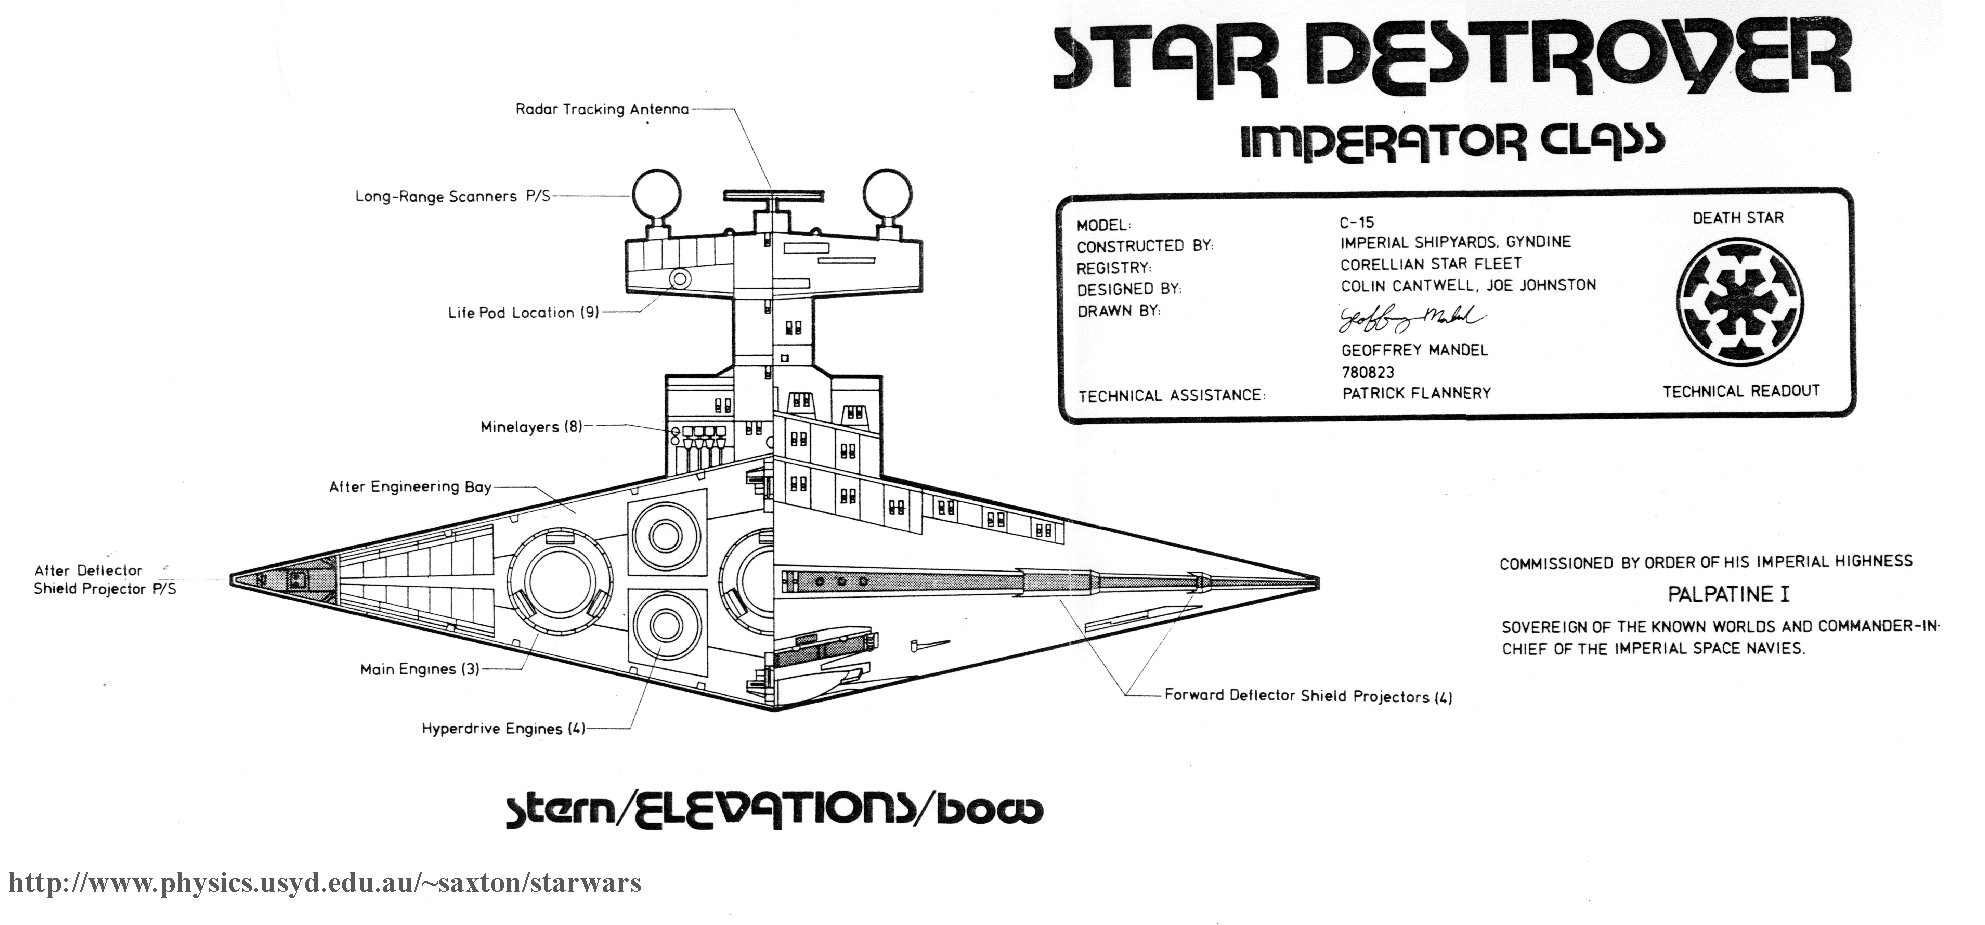 STAR DESTROYER
IMPERATOR CLASS
Radar Tracking Antenna
Long-Range Scanners P/S
Life Pod Location (9)
Minelayers (8)
After Engineering Bay
After Deflector
Shield Projector P/S
Main Engines (3)
Hyperdrive Engines (4)
Forward Deflector Shield Projectors (4)
MODEL: C-15
CONSTRUCTED BY: IMPERIAL SHIPYARDS, GYNDINE
REGISTRY: CORELLIAN STAR FLEET
DESIGNED BY: COLIN CANTWELL, JOE JOHNSTON
DRAWN BY: Geoffrey Mandel
GEOFFREY MANDEL
780823
TECHNICAL ASSISTANCE: PATRICK FLANNERY
DEATH STAR
TECHNICAL READOUT
COMMISSIONED BY ORDER OF HIS IMPERIAL HIGHNESS
PALPATINE I
SOVEREIGN OF THE KNOWN WORLDS AND COMMANDER-IN-
CHIEF OF THE IMPERIAL SPACE NAVIES.
stern/ELEVATIONS/bow
http://www.physics.usyd.edu.au/~saxton/starwars